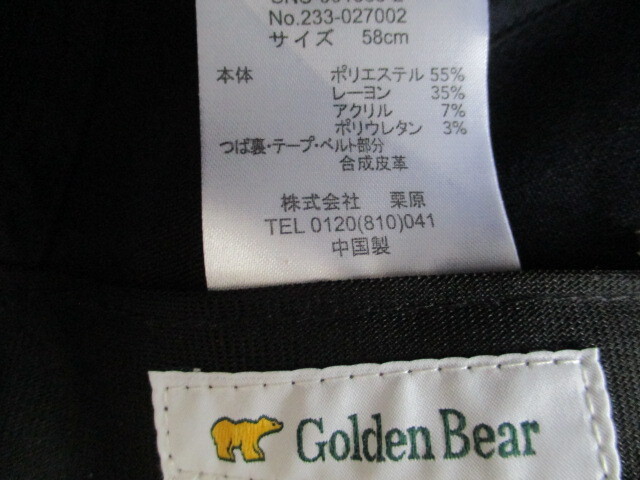 No.233-027002
サイズ 58cm
本体 ポリエステル 55%
レーヨン 35%
アクリル 7%
ポリウレタン 3%
つば裏・テープ・ベルト部分
合成皮革
株式会社 栗原
TEL 0120(810)041
中国製
Golden Bear